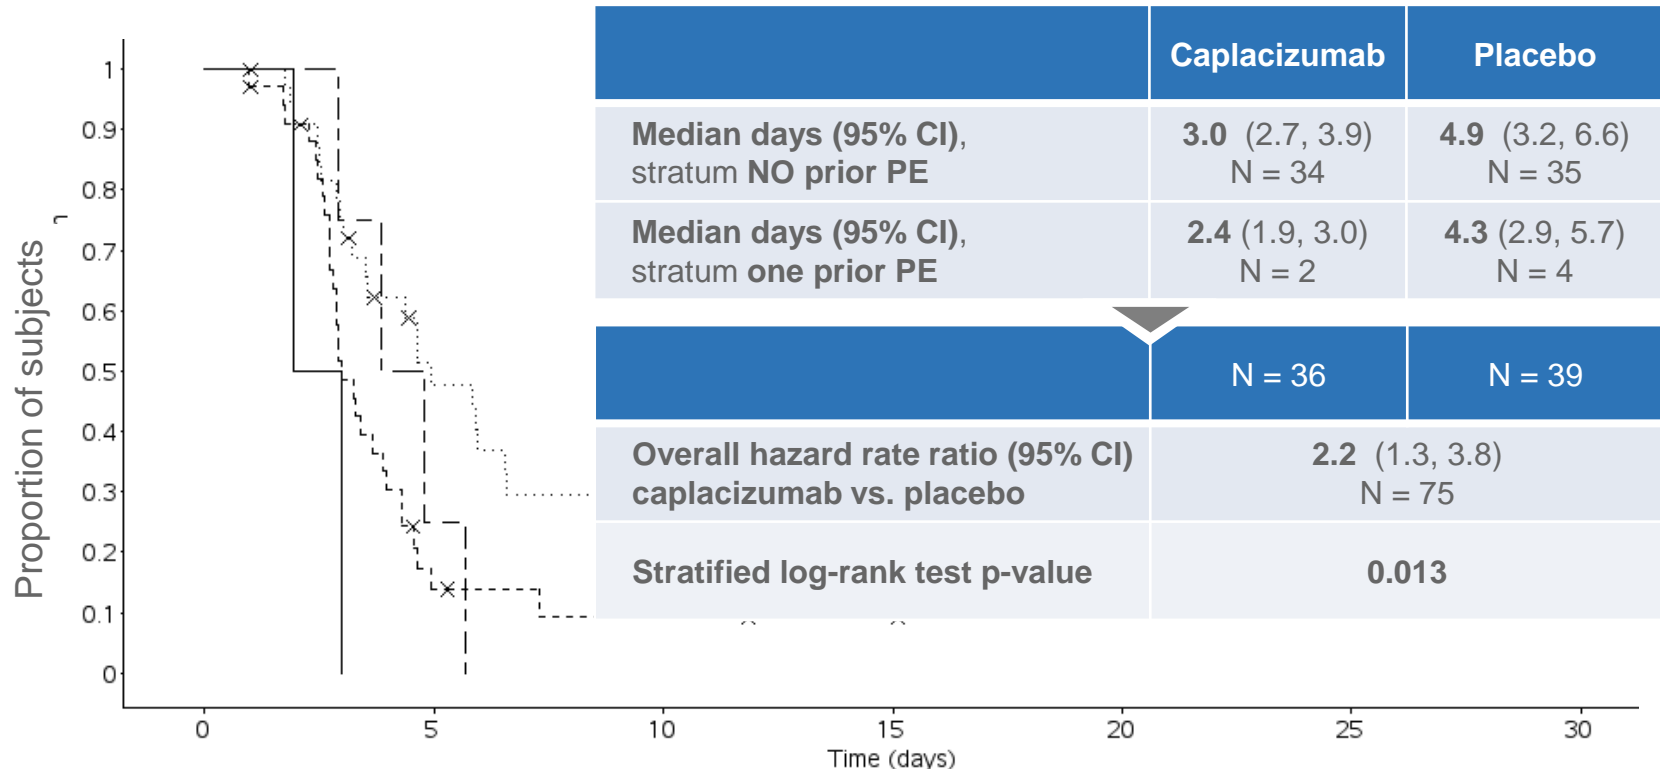 Caplacizumab Placebo
Median days (95% CI), 3.0 (2.7, 3.9) 4.9 (3.2, 6.6)
stratum NO prior PE N = 34 N = 35
Median days (95% CI), 2.4 (1.9, 3.0) 4.3 (2.9, 5.7)
stratum one prior PE N = 2 N = 4
N = 36 N = 39
Overall hazard rate ratio (95% CI) 2.2 (1.3, 3.8)
caplacizumab vs. placebo N = 75
Stratified log-rank test p-value 0.013
Proportion of subjects
1
0.9
0.8
0.7
0.6
0.5
0.4
0.3
0.2
0.1
0
0 5 10 15 20 25 30
Time (days)